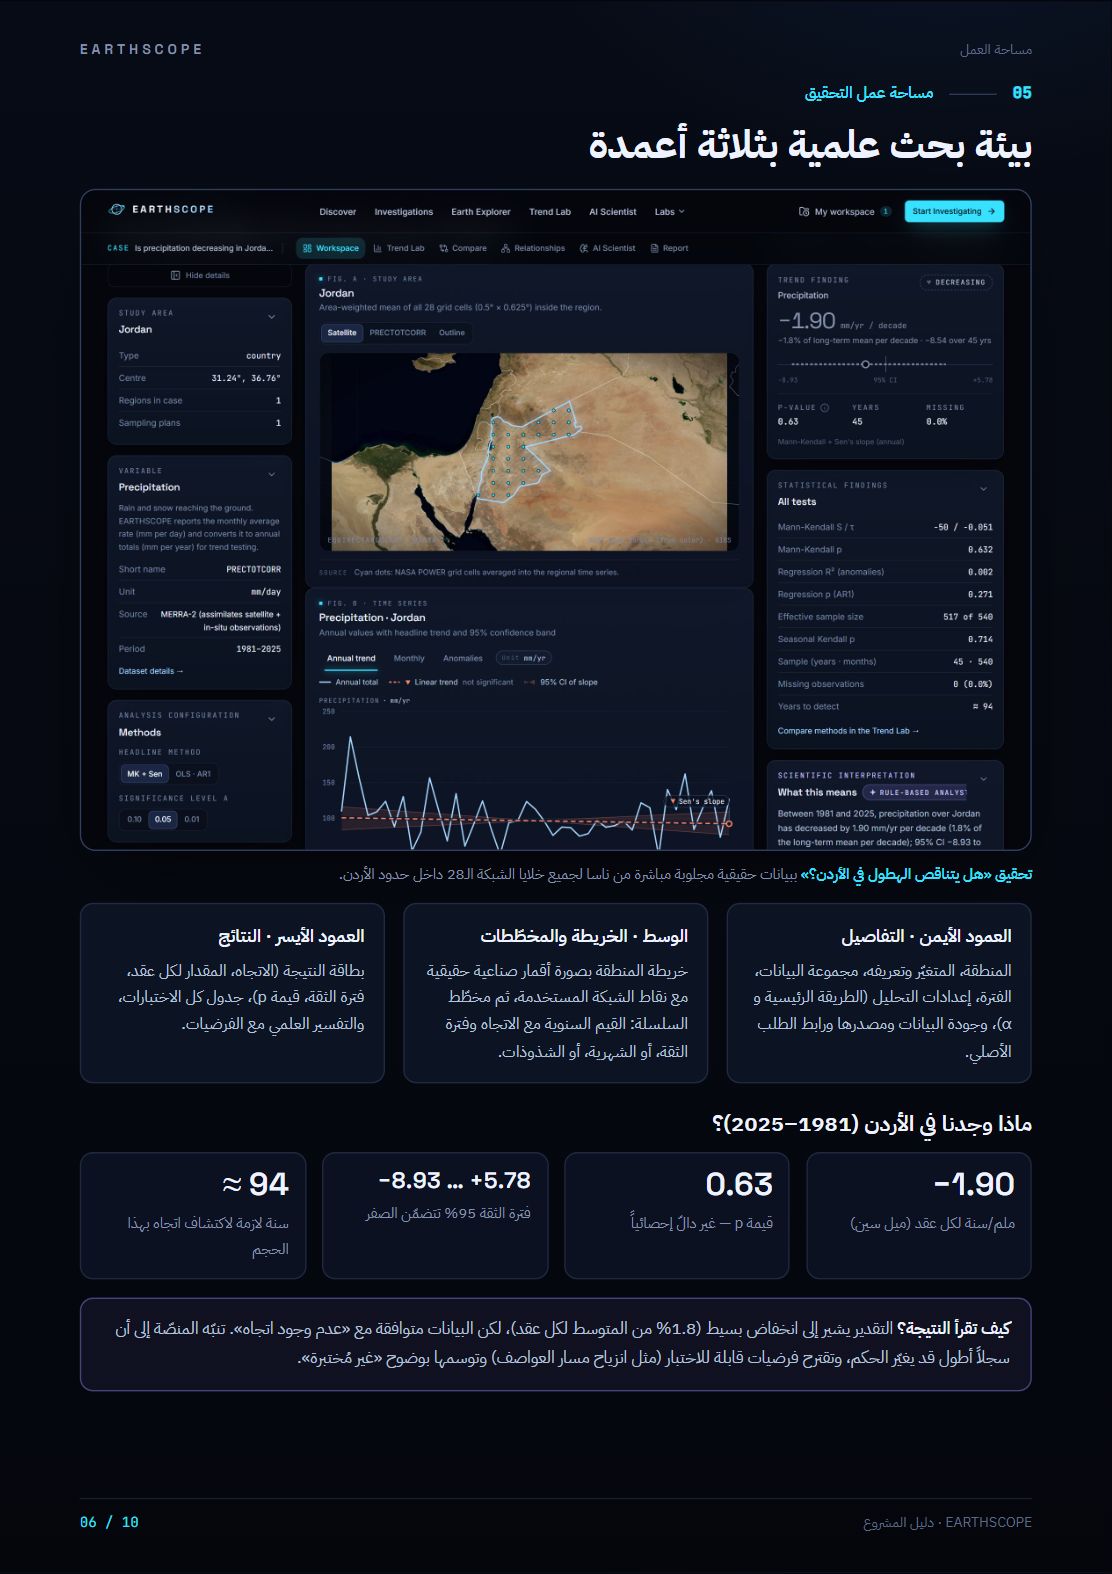 EARTHSCOPE
مساحة العمل
05 — مساحة عمل التحقيق
بيئة بحث علمية بثلاثة أعمدة
EARTHSCOPE
Discover Investigations Earth Explorer Trend Lab AI Scientist Labs
My workspace 1 Start Investigating →
CASE Is precipitation decreasing in Jorda...
Workspace Trend Lab Compare Relationships AI Scientist Report
Hide details
STUDY AREA
Jordan
Type country
Centre 31.24°, 36.76°
Regions in case 1
Sampling plans 1
VARIABLE
Precipitation
Rain and snow reaching the ground.
EARTHSCOPE reports the monthly average
rate (mm per day) and converts it to annual
totals (mm per year) for trend testing.
Short name PRECTOTCORR
Unit mm/day
Source MERRA-2 (assimilates satellite +
in-situ observations)
Period 1981–2025
Dataset details →
ANALYSIS CONFIGURATION
Methods
HEADLINE METHOD
MK + Sen OLS · AR1
SIGNIFICANCE LEVEL Α
0.10 0.05 0.01
FIG. A · STUDY AREA
Jordan
Area-weighted mean of all 28 grid cells (0.5° × 0.625°) inside the region.
Satellite PRECTOTCORR Outline
SOURCE Cyan dots: NASA POWER grid cells averaged into the regional time series.
FIG. B · TIME SERIES
Precipitation · Jordan
Annual values with headline trend and 95% confidence band
Annual trend Monthly Anomalies Unit mm/yr
Annual total ▼ Linear trend not significant 95% CI of slope
PRECIPITATION · mm/yr
250
200
150
100
▼ Sen's slope
TREND FINDING
▼ DECREASING
Precipitation
−1.90 mm/yr / decade
−1.8% of long-term mean per decade · −8.54 over 45 yrs
-8.93 95% CI +5.78
P-VALUE YEARS MISSING
0.63 45 0.0%
Mann-Kendall + Sen's slope (annual)
STATISTICAL FINDINGS
All tests
Mann-Kendall S / τ -50 / -0.051
Mann-Kendall p 0.632
Regression R² (anomalies) 0.002
Regression p (AR1) 0.271
Effective sample size 517 of 540
Seasonal Kendall p 0.714
Sample (years · months) 45 · 540
Missing observations 0 (0.0%)
Years to detect ≈ 94
Compare methods in the Trend Lab →
SCIENTIFIC INTERPRETATION
What this means ✦ RULE-BASED ANALYST
Between 1981 and 2025, precipitation over Jordan
has decreased by 1.90 mm/yr per decade (1.8% of
the long-term mean per decade); 95% CI −8.93 to
تحقيق «هل يتناقص الهطول في الأردن؟» ببيانات حقيقية مجلوبة مباشرة من ناسا لجميع خلايا الشبكة الـ28 داخل حدود الأردن.
العمود الأيمن · التفاصيل
المنطقة، المتغيّر وتعريفه، مجموعة البيانات،
الفترة، إعدادات التحليل (الطريقة الرئيسية و
α)، وجودة البيانات ومصدرها ورابط الطلب
الأصلي.
الوسط · الخريطة والمخطّطات
خريطة المنطقة بصورة أقمار صناعية حقيقية
مع نقاط الشبكة المستخدمة، ثم مخطّط
السلسلة: القيم السنوية مع الاتجاه وفترة
الثقة، أو الشهرية، أو الشذوذات.
العمود الأيسر · النتائج
بطاقة النتيجة (الاتجاه، المقدار لكل عقد،
فترة الثقة، قيمة p)، جدول كل الاختبارات،
والتفسير العلمي مع الفرضيات.
ماذا وجدنا في الأردن (1981–2025)؟
−1.90
ملم/سنة لكل عقد (ميل سين)
0.63
قيمة p — غير دالّ إحصائياً
−8.93 … +5.78
فترة الثقة 95% تتضمّن الصفر
≈ 94
سنة لازمة لاكتشاف اتجاه بهذا
الحجم
كيف تقرأ النتيجة؟ التقدير يشير إلى انخفاض بسيط (1.8% من المتوسط لكل عقد)، لكن البيانات متوافقة مع «عدم وجود اتجاه». تنبّه المنصّة إلى أن
سجلاً أطول قد يغيّر الحكم، وتقترح فرضيات قابلة للاختبار (مثل انزياح مسار العواصف) وتوسمها بوضوح «غير مُختبرة».
EARTHSCOPE · دليل المشروع
06 / 10